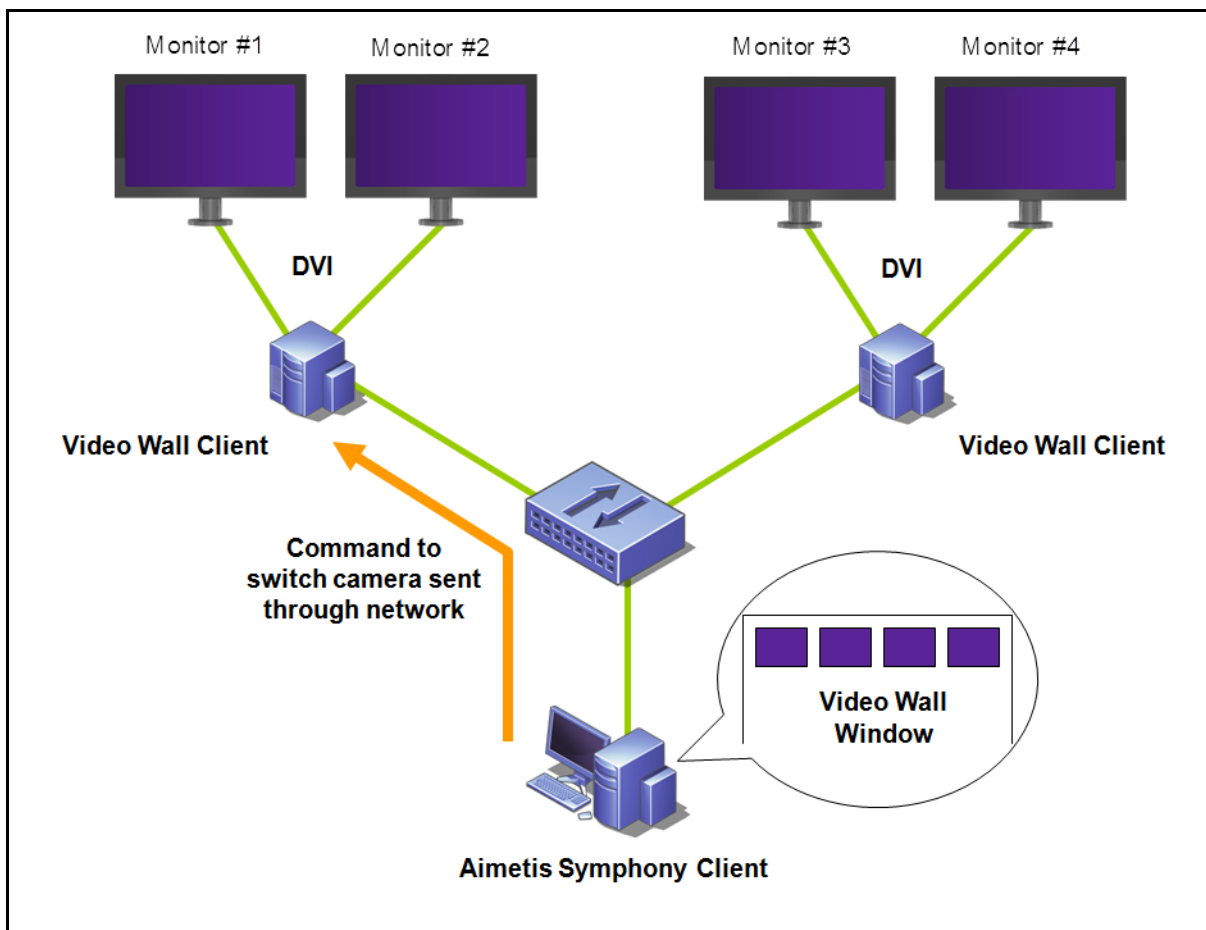 Monitor #1
Monitor #2
Monitor #3
Monitor #4
DVI
DVI
Video Wall Client
Video Wall Client
Command to
switch camera sent
through network
Video Wall
Window
Aimetis Symphony Client